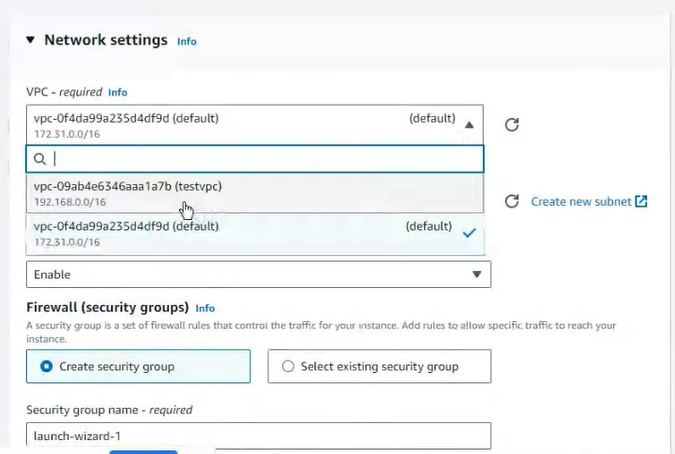 Network settings Info
VPC - required Info
vpc-0f4da99a235d4df9d (default) (default)
172.31.0.0/16
vpc-09ab4e6346aaa1a7b (testvpc)
192.168.0.0/16
Create new subnet
vpc-0f4da99a235d4df9d (default) (default)
172.31.0.0/16
Enable
Firewall (security groups) Info
A security group is a set of firewall rules that control the traffic for your instance. Add rules to allow specific traffic to reach your
instance.
Create security group Select existing security group
Security group name - required
launch-wizard-1